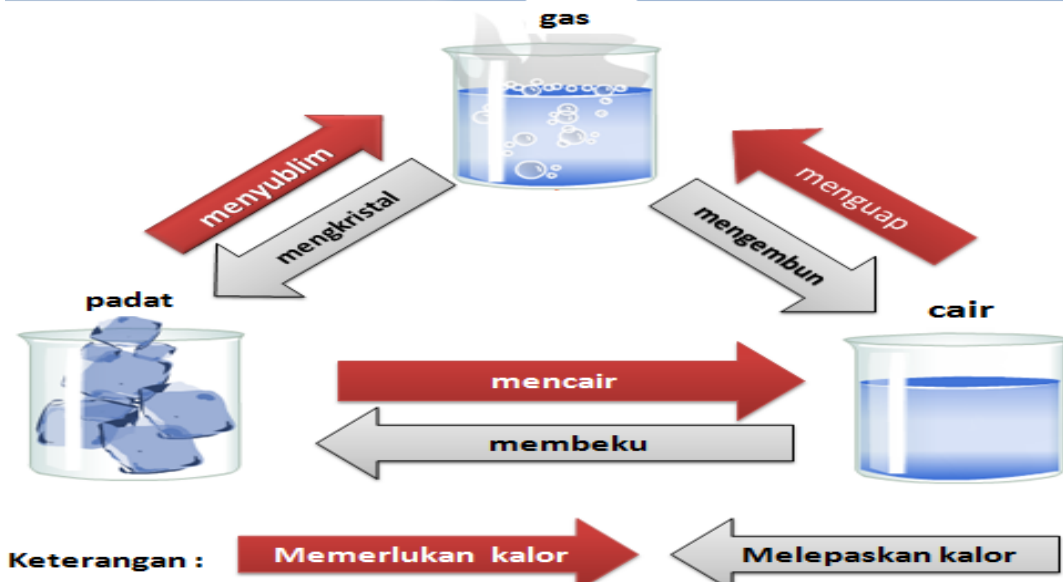 gas
menyublim
mengkristal
menguap
mengembun
padat
cair
mencair
membeku
Keterangan :
Memerlukan kalor
Melepaskan kalor